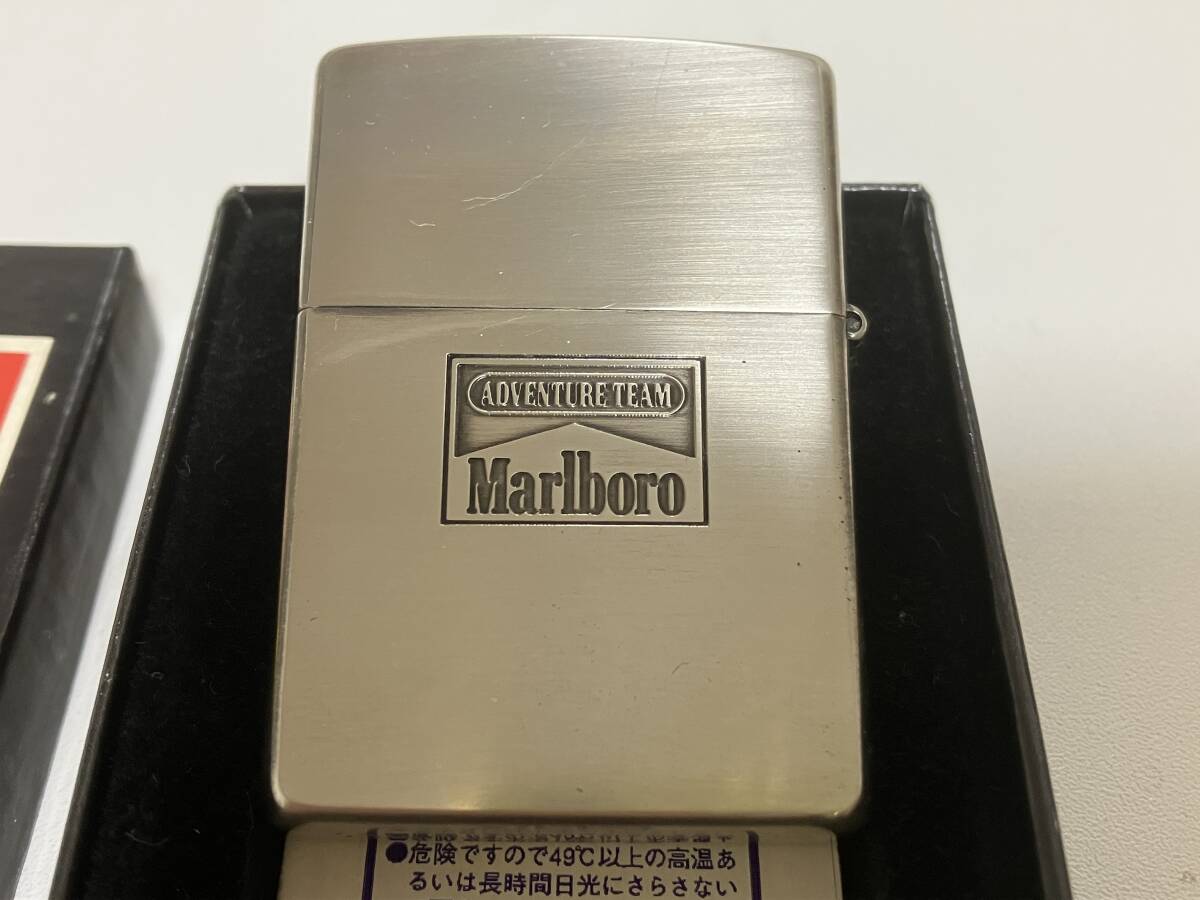 ADVENTURE TEAM
Marlboro
●危険ですので49℃以上の高温あ
るいは長時間日光にさらさない